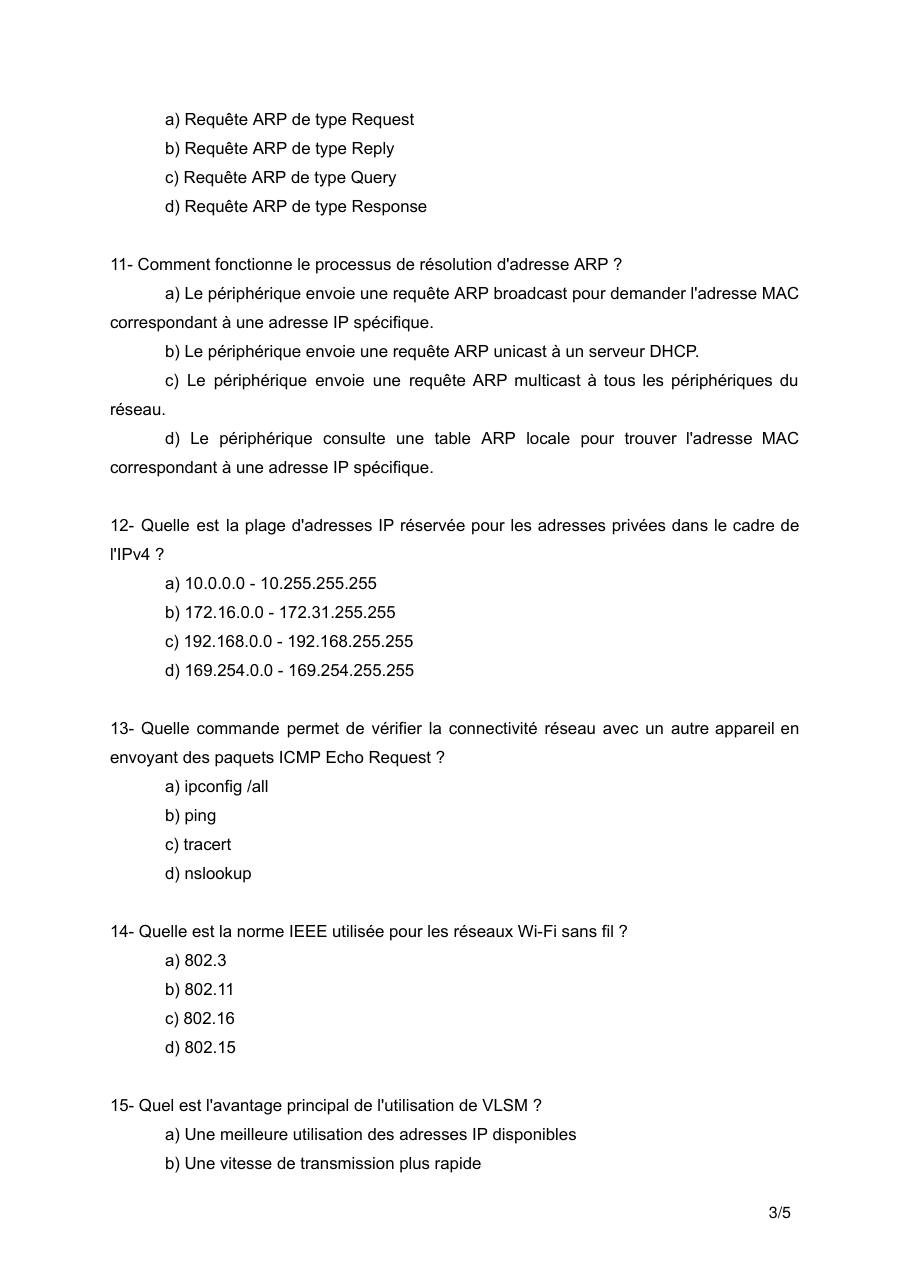 a) Requête ARP de type Request
b) Requête ARP de type Reply
c) Requête ARP de type Query
d) Requête ARP de type Response
11- Comment fonctionne le processus de résolution d'adresse ARP ?
a) Le périphérique envoie une requête ARP broadcast pour demander l'adresse MAC
correspondant à une adresse IP spécifique.
b) Le périphérique envoie une requête ARP unicast à un serveur DHCP.
c) Le périphérique envoie une requête ARP multicast à tous les périphériques du
réseau.
d) Le périphérique consulte une table ARP locale pour trouver l'adresse MAC
correspondant à une adresse IP spécifique.
12- Quelle est la plage d'adresses IP réservée pour les adresses privées dans le cadre de
l'IPv4 ?
a) 10.0.0.0 - 10.255.255.255
b) 172.16.0.0 - 172.31.255.255
c) 192.168.0.0 - 192.168.255.255
d) 169.254.0.0 - 169.254.255.255
13- Quelle commande permet de vérifier la connectivité réseau avec un autre appareil en
envoyant des paquets ICMP Echo Request ?
a) ipconfig /all
b) ping
c) tracert
d) nslookup
14- Quelle est la norme IEEE utilisée pour les réseaux Wi-Fi sans fil ?
a) 802.3
b) 802.11
c) 802.16
d) 802.15
15- Quel est l'avantage principal de l'utilisation de VLSM ?
a) Une meilleure utilisation des adresses IP disponibles
b) Une vitesse de transmission plus rapide
3/5